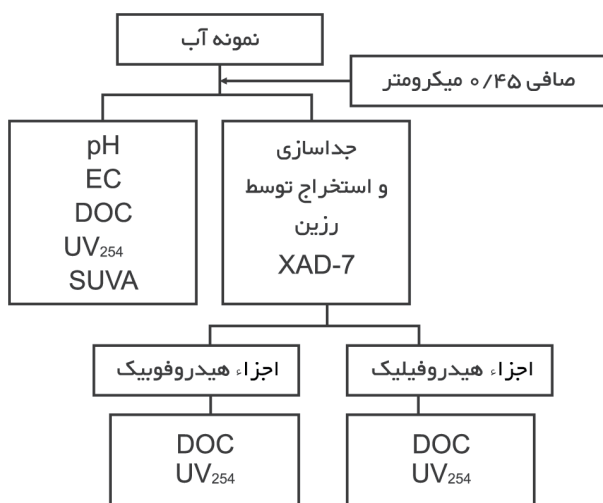 نمونه آب
صافی ۰/۴۵ میکرومتر
pH
EC
DOC
UV₂₅₄
SUVA
جداسازی
و استخراج توسط
رزین
XAD-7
اجزاء هیدروفوبیک
اجزاء هیدروفیلیک
DOC
UV₂₅₄
DOC
UV₂₅₄